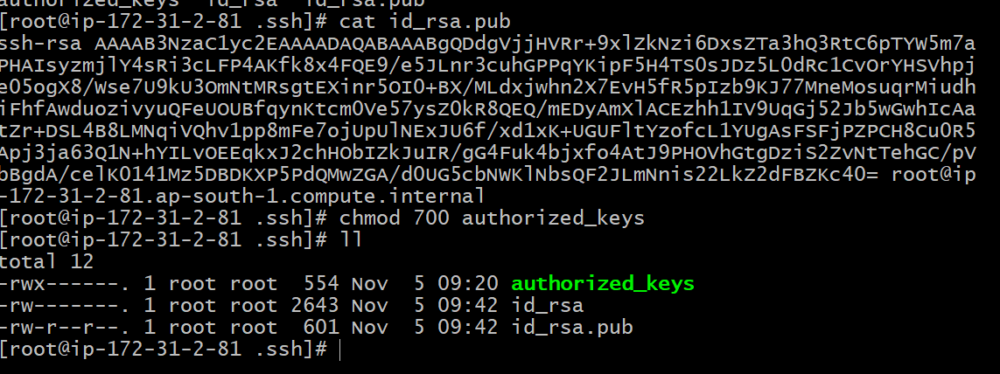 authorized_keys  id_rsa  id_rsa.pub
[root@ip-172-31-2-81 .ssh]# cat id_rsa.pub
ssh-rsa AAAAB3NzaC1yc2EAAAADAQABAAABgQDdgVjjHVRr+9xlZkNzi6DxsZTa3hQ3RtC6pTYW5m7a
PHAIsyzmjlY4sRi3cLFP4AKfk8x4FQE9/e5JLnr3cuhGPPqYKipF5H4TS0sJDz5L0dRc1CvOrYHSVhpj
e05ogX8/Wse7U9kU3OmNtMRsgtEXinr5OI0+BX/MLdxjwhn2X7EvH5fR5pIzb9KJ77MneMosuqrMiudh
iFhfAwduozivyuQFeUOUBfqynKtcm0Ve57ysZ0kR8QEQ/mEDyAmXlACEzhh1IV9UqGj52Jb5wGwhIcAa
tZr+DSL4B8LMNqiVQhv1pp8mFe7ojUpUlNExJU6f/xd1xK+UGUFltYzofcL1YUgAsFSFjPZPCH8Cu0R5
Apj3ja63Q1N+hYILvOEEqkxJ2chHObIZkJuIR/gG4Fuk4bjxfo4AtJ9PHOVhGtgDziS2ZvNtTehGC/pV
bBgdA/celK0141Mz5DBDKXP5PdQMwZGA/d0UG5cbNWKlNbsQF2JLmNnis22LkZ2dFBZKc40= root@ip
-172-31-2-81.ap-south-1.compute.internal
[root@ip-172-31-2-81 .ssh]# chmod 700 authorized_keys
[root@ip-172-31-2-81 .ssh]# ll
total 12
-rwx------. 1 root root  554 Nov  5 09:20 authorized_keys
-rw-------. 1 root root 2643 Nov  5 09:42 id_rsa
-rw-r--r--. 1 root root  601 Nov  5 09:42 id_rsa.pub
[root@ip-172-31-2-81 .ssh]#